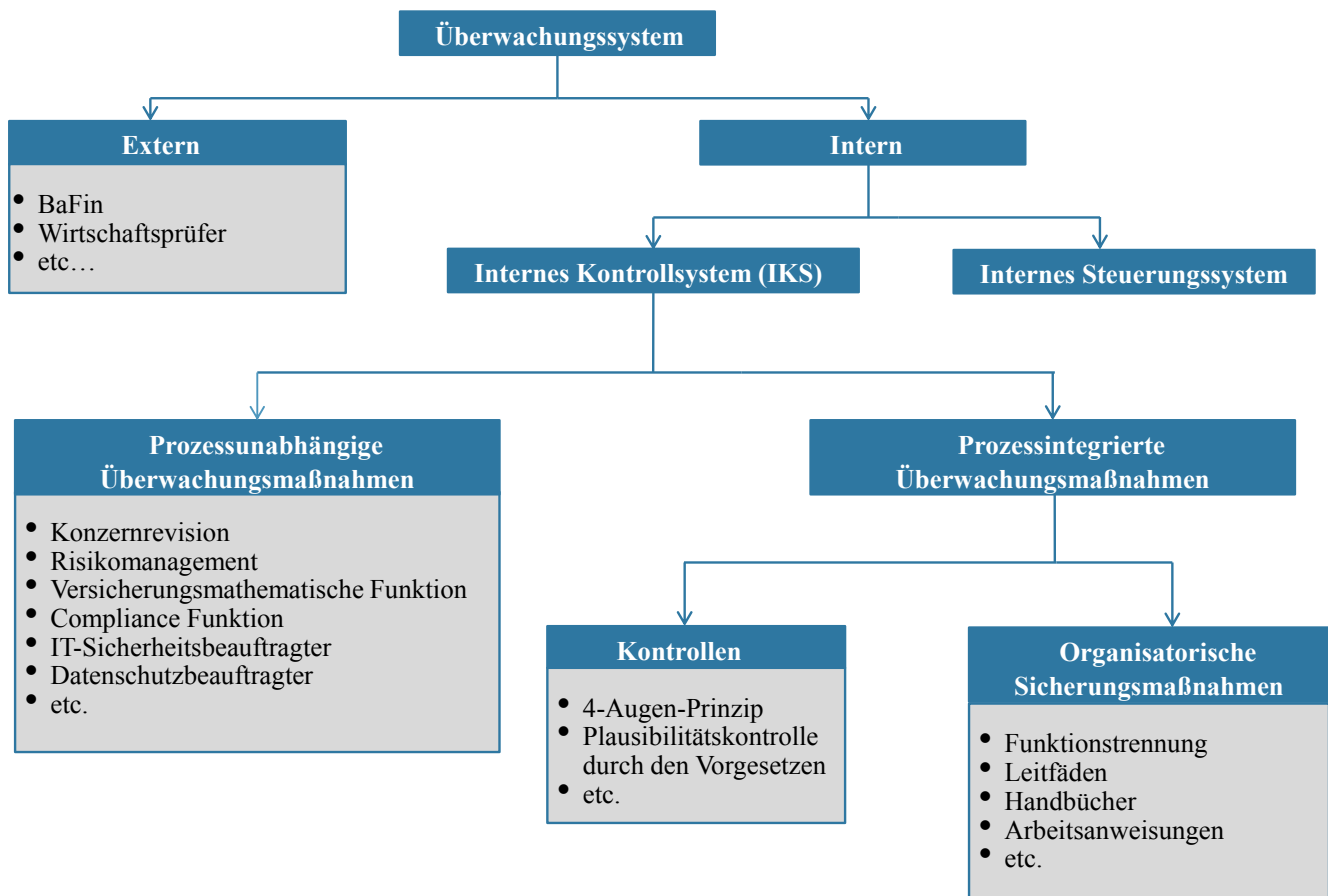 Überwachungssystem
Extern
• BaFin
• Wirtschaftsprüfer
• etc…
Intern
Internes Kontrollsystem (IKS)
Internes Steuerungssystem
Prozessunabhängige
Überwachungsmaßnahmen
• Konzernrevision
• Risikomanagement
• Versicherungsmathematische Funktion
• Compliance Funktion
• IT-Sicherheitsbeauftragter
• Datenschutzbeauftragter
• etc.
Prozessintegrierte
Überwachungsmaßnahmen
Kontrollen
• 4-Augen-Prinzip
• Plausibilitätskontrolle
durch den Vorgesetzen
• etc.
Organisatorische
Sicherungsmaßnahmen
• Funktionstrennung
• Leitfäden
• Handbücher
• Arbeitsanweisungen
• etc.